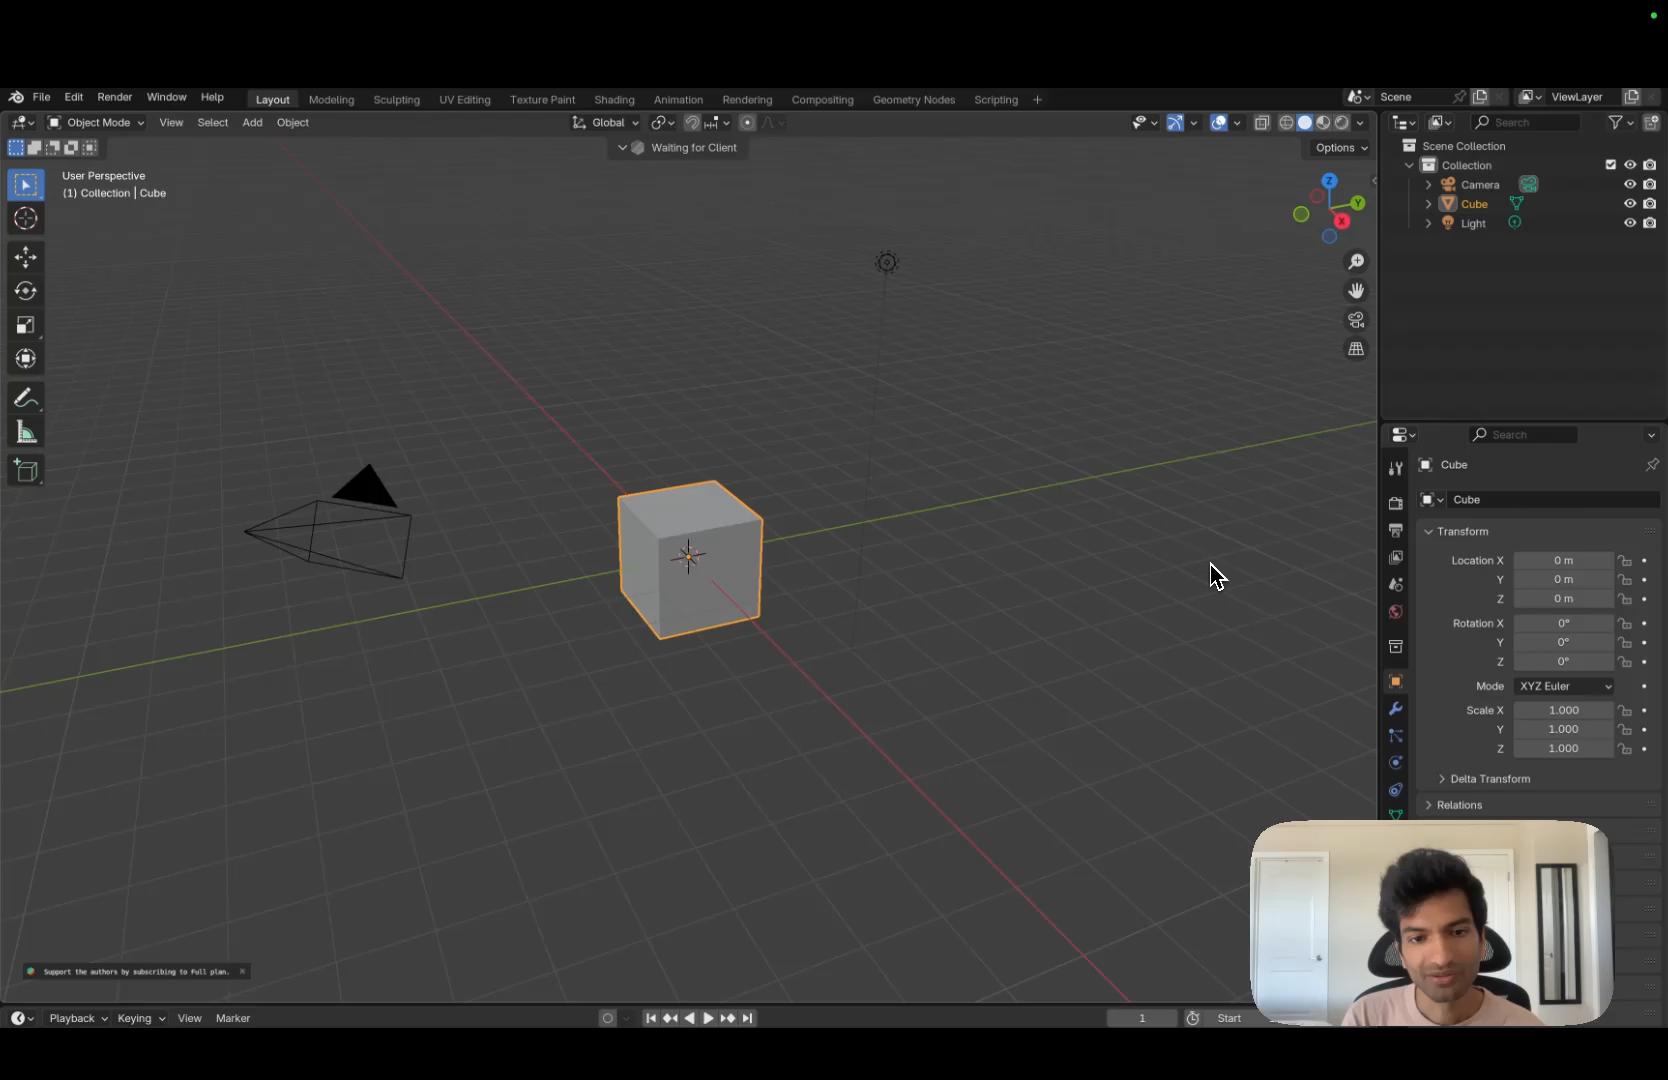 File Edit Render Window Help Layout Modeling Sculpting UV Editing Texture Paint Shading Animation Rendering Compositing Geometry Nodes Scripting + Scene ViewLayer
Object Mode View Select Add Object Global Search
Waiting for Client Options
User Perspective
(1) Collection | Cube
Z
Y
X
Scene Collection
Collection
Camera
Cube
Light
Search
Cube
Cube
Transform
Location X 0 m
Y 0 m
Z 0 m
Rotation X 0°
Y 0°
Z 0°
Mode XYZ Euler
Scale X 1.000
Y 1.000
Z 1.000
Delta Transform
Relations
Support the authors by subscribing to Full plan.
Playback Keying View Marker 1 Start